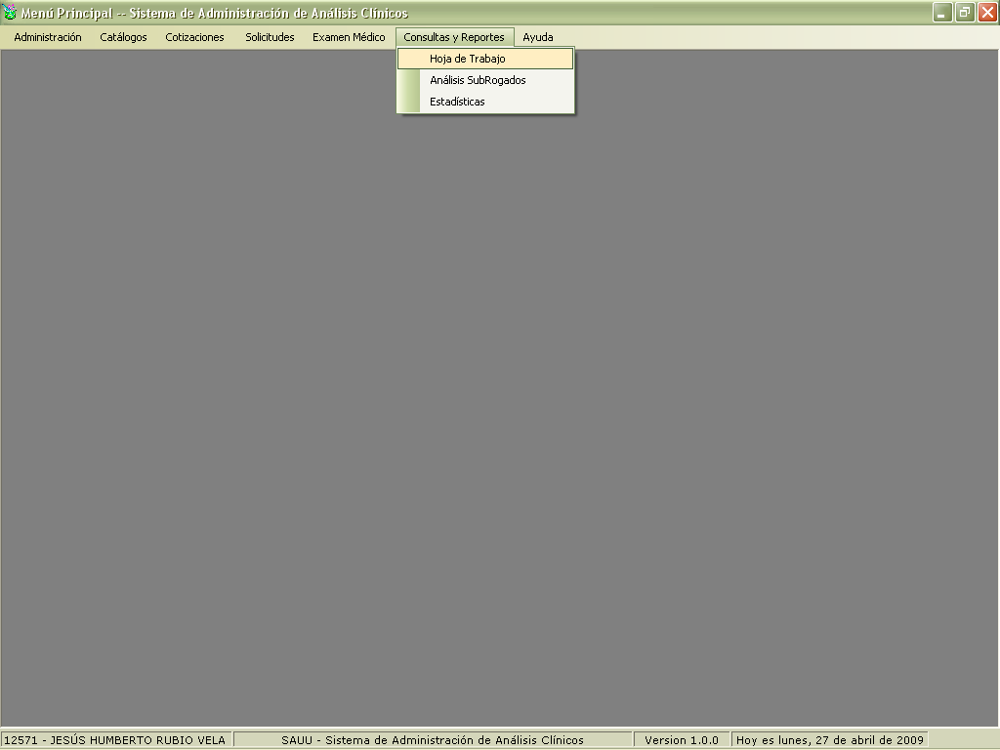 Menú Principal -- Sistema de Administración de Análisis Clínicos
Administración Catálogos Cotizaciones Solicitudes Examen Médico Consultas y Reportes Ayuda
Hoja de Trabajo
Análisis SubRogados
Estadísticas
12571 - JESÚS HUMBERTO RUBIO VELA SAUU - Sistema de Administración de Análisis Clínicos Version 1.0.0 Hoy es lunes, 27 de abril de 2009